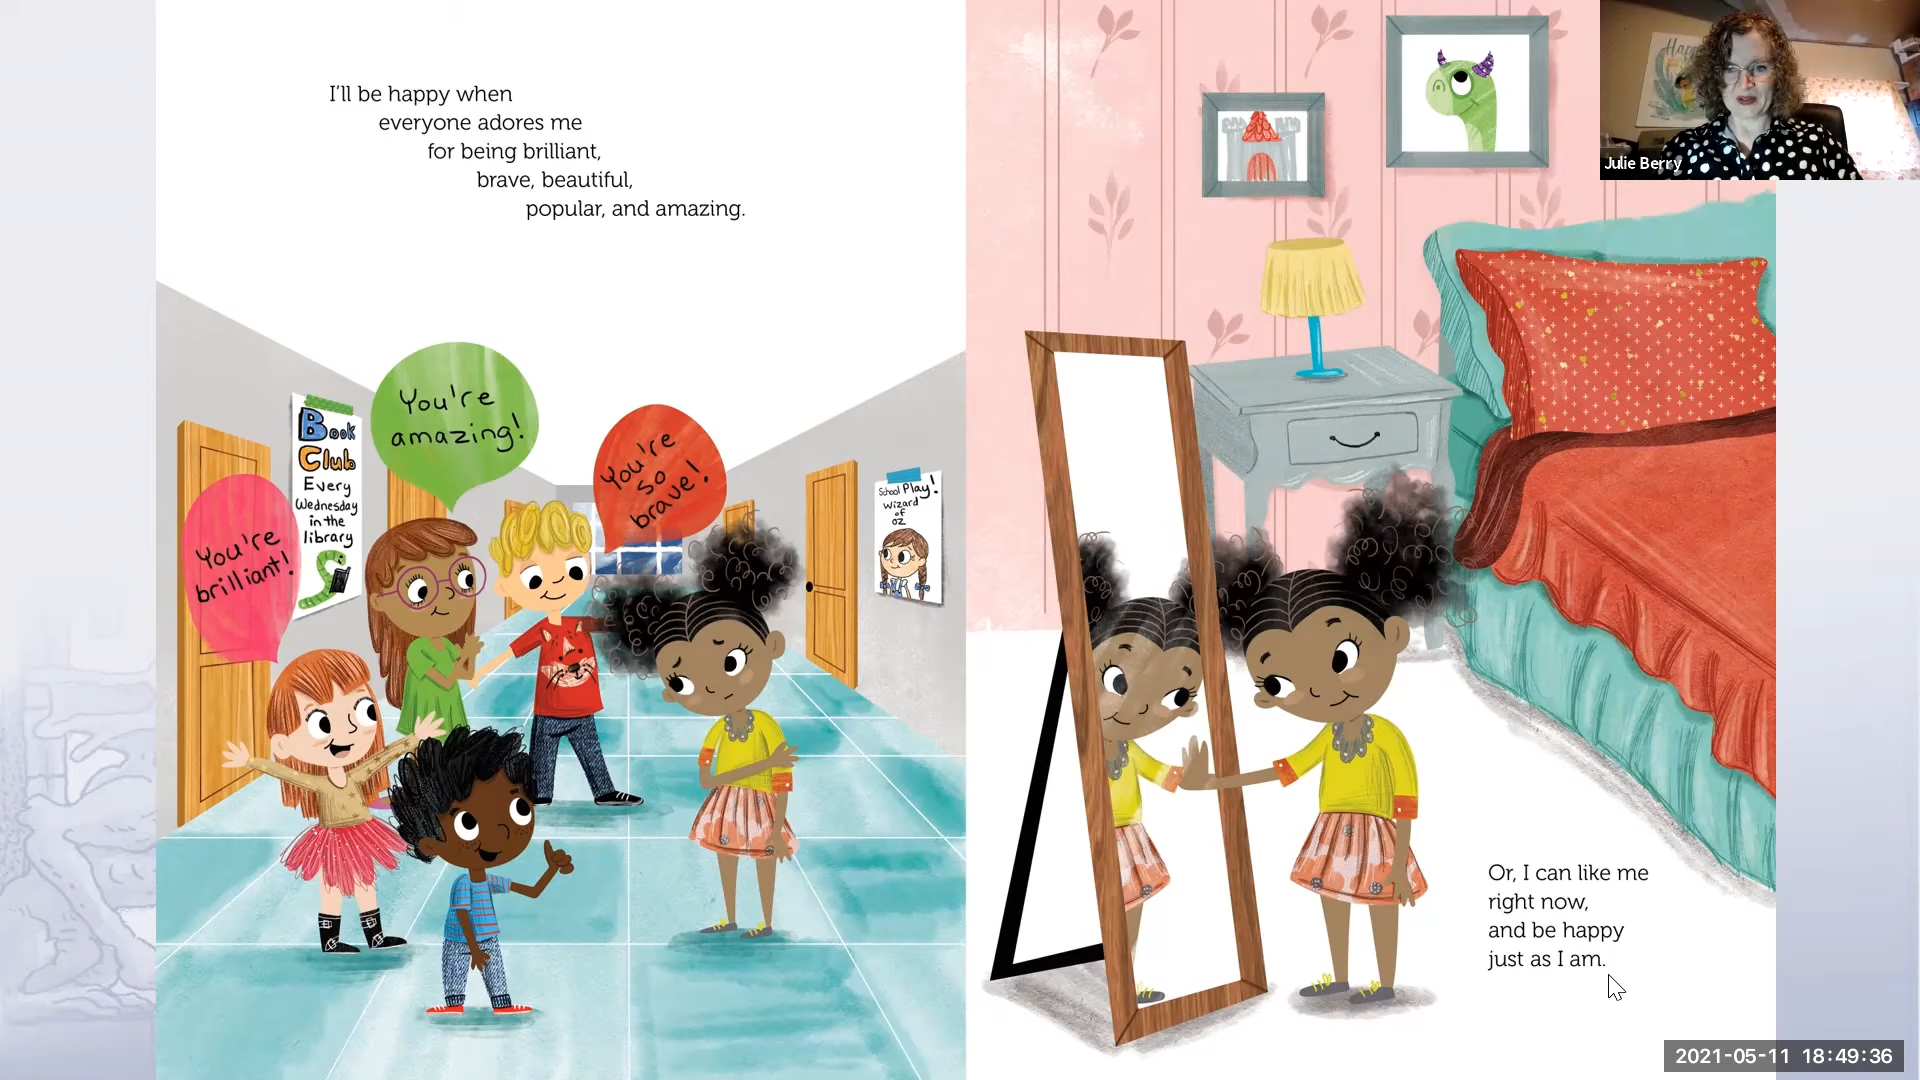 I'll be happy when
everyone adores me
for being brilliant,
brave, beautiful,
popular, and amazing.
You're
amazing!
You're
so
brave!
You're
brilliant!
Book
Club
Every
Wednesday
in the
library
School Play!
Wizard
of
OZ
Or, I can like me
right now,
and be happy
just as I am.
Julie Berry
2021-05-11 18:49:36